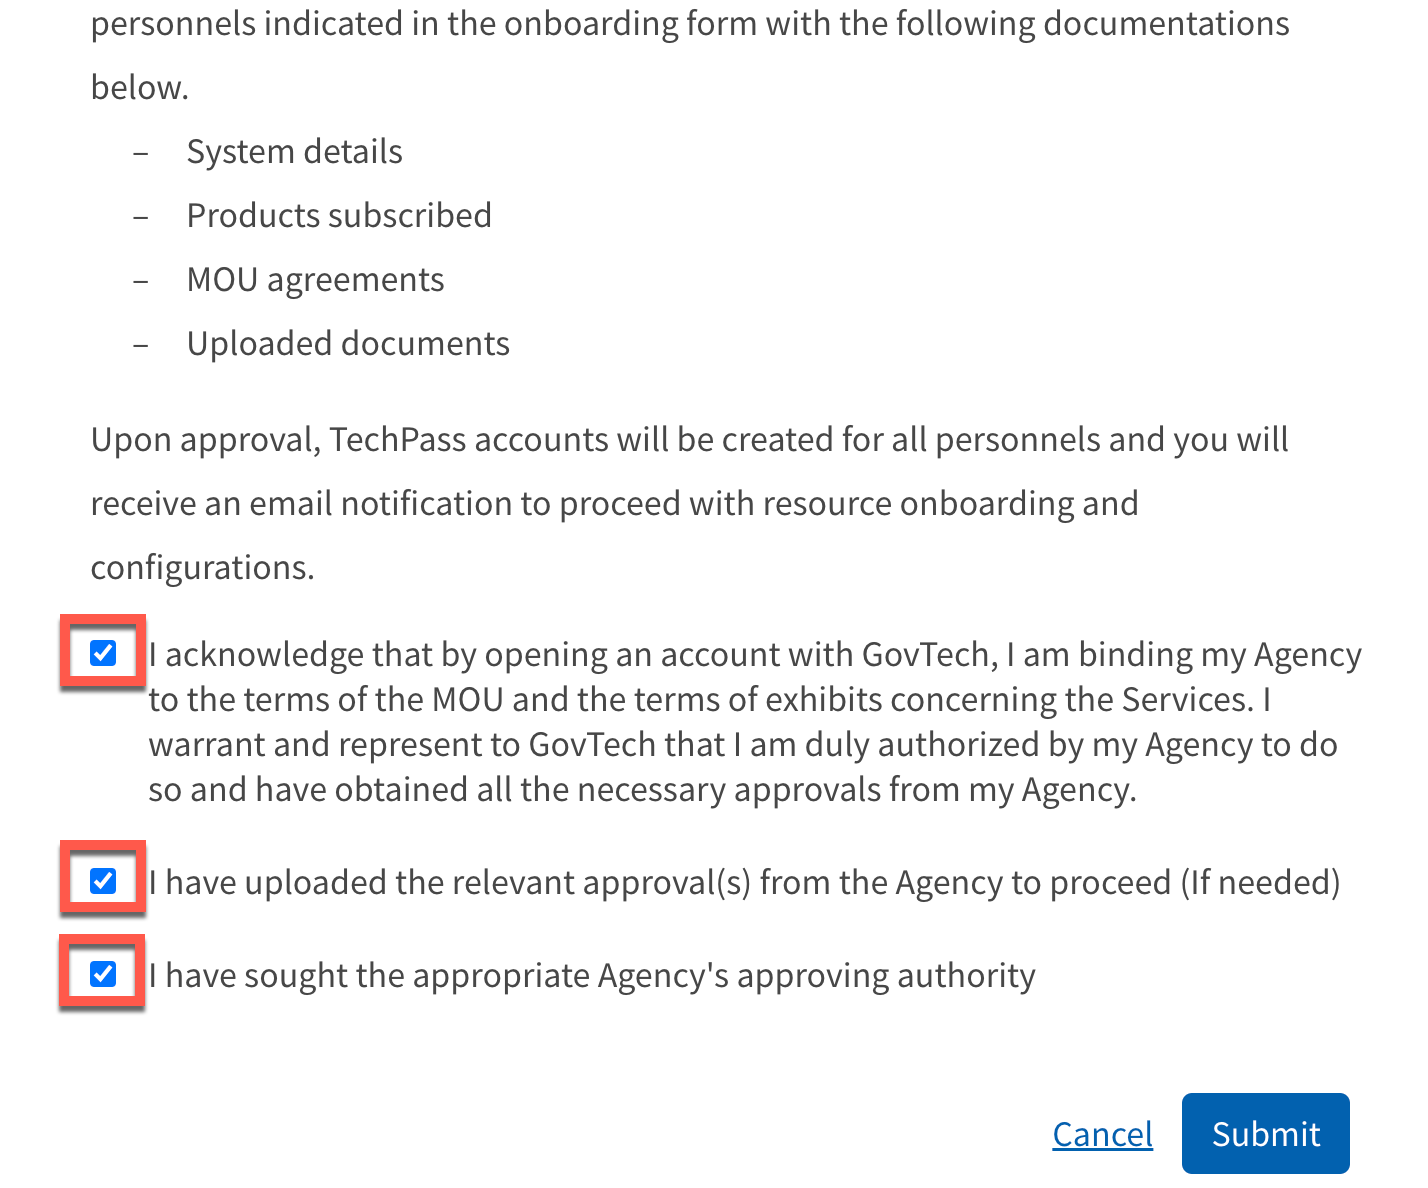 personnels indicated in the onboarding form with the following documentations
below.
– System details
– Products subscribed
– MOU agreements
– Uploaded documents
Upon approval, TechPass accounts will be created for all personnels and you will
receive an email notification to proceed with resource onboarding and
configurations.
I acknowledge that by opening an account with GovTech, I am binding my Agency
to the terms of the MOU and the terms of exhibits concerning the Services. I
warrant and represent to GovTech that I am duly authorized by my Agency to do
so and have obtained all the necessary approvals from my Agency.
I have uploaded the relevant approval(s) from the Agency to proceed (If needed)
I have sought the appropriate Agency's approving authority
Cancel Submit